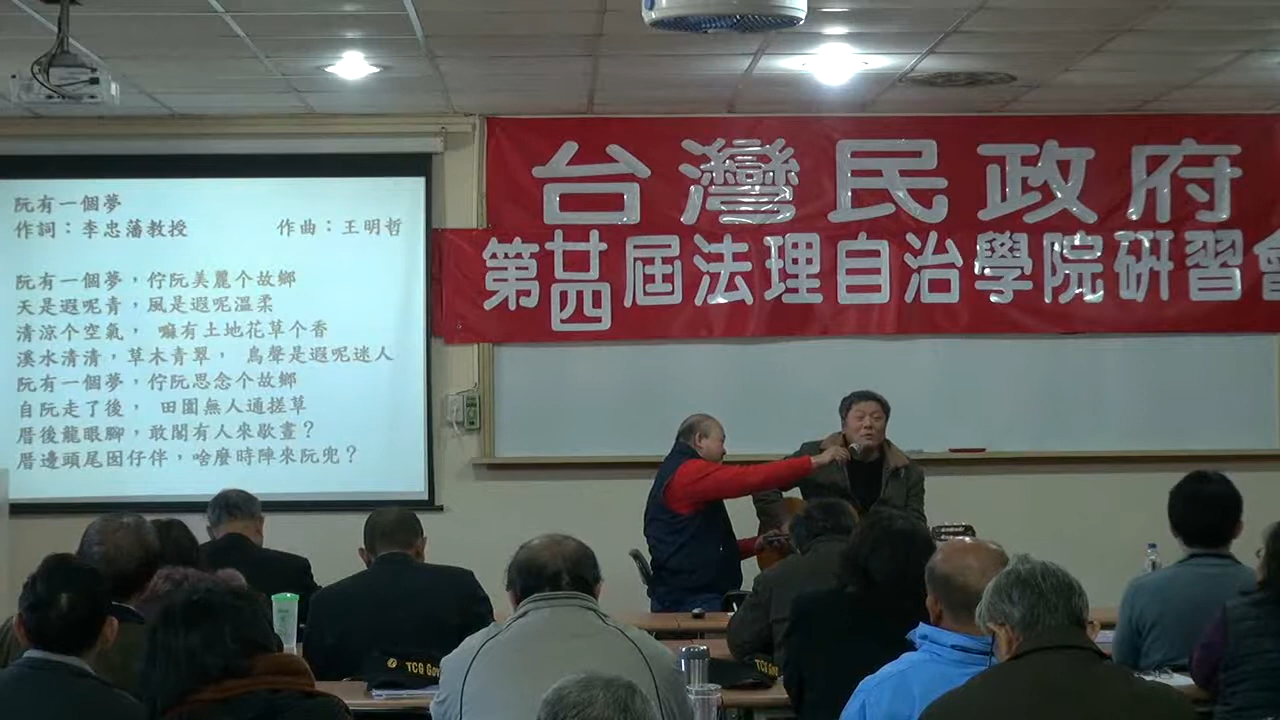 阮有一個夢
作詞：李忠藩教授　作曲：王明哲
阮有一個夢，佇阮美麗个故鄉
天是遐呢青，風是遐呢溫柔
清涼个空氣， 嘛有土地花草个香
溪水清清，草木青翠， 鳥聲是遐呢迷人
阮有一個夢，佇阮思念个故鄉
自阮走了後， 田園無人通搓草
厝後龍眼腳，敢閣有人來歇晝？
厝邊頭尾囝仔伴，啥麼時陣來阮兜？
台灣民政府
第廿四屆法理自治學院研習會
TCG Gov
TCG